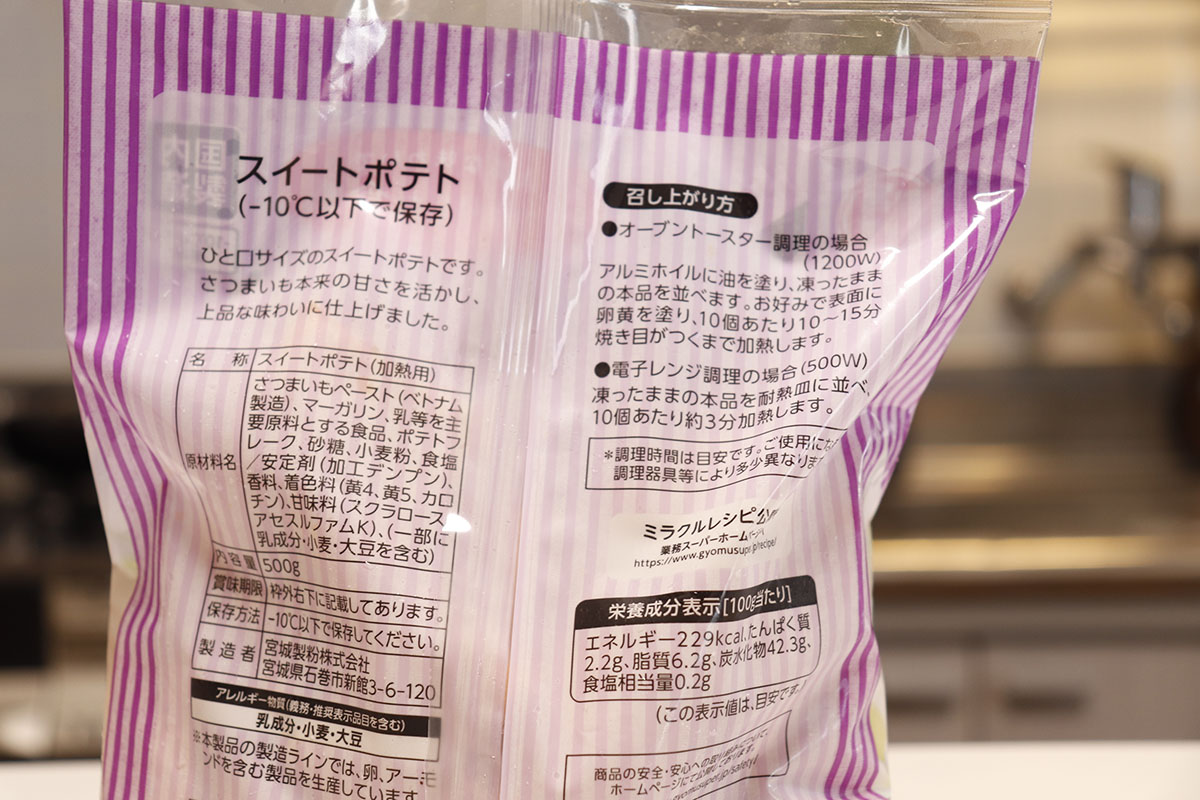 スイートポテト
(-10℃以下で保存)
ひと口サイズのスイートポテトです。
さつまいも本来の甘さを活かし、
上品な味わいに仕上げました。
名 称 スイートポテト(加熱用)
原材料名 さつまいもペースト(ベトナム
製造)、マーガリン、乳等を主
要原料とする食品、ポテトフ
レーク、砂糖、小麦粉、食塩
/安定剤(加工デンプン)、
香料、着色料(黄4、黄5、カロ
チン)、甘味料(スクラロース、
アセスルファムK)、(一部に
乳成分・小麦・大豆を含む)
内容量 500g
賞味期限 枠外右下に記載してあります。
保存方法 -10℃以下で保存してください。
製造者 宮城製粉株式会社
宮城県石巻市新館3-6-120
アレルギー物質(義務・推奨表示品目を含む)
乳成分・小麦・大豆
※本製品の製造ラインでは、卵、アーモ
ンドを含む製品を生産しています。
召し上がり方
●オーブントースター調理の場合
(1200W)
アルミホイルに油を塗り、凍ったまま
の本品を並べます。お好みで表面に
卵黄を塗り、10個あたり10~15分
焼き目がつくまで加熱します。
●電子レンジ調理の場合(500W)
凍ったままの本品を耐熱皿に並べ、
10個あたり約3分加熱します。
*調理時間は目安です。ご使用にな
調理器具等により多少異なりま
ミラクルレシピ公
業務スーパーホーム
https://www.gyomusuper.jp/recipe/
栄養成分表示[100g当たり]
エネルギー229kcal、たんぱく質
2.2g、脂質6.2g、炭水化物42.3g、
食塩相当量0.2g
(この表示値は、目安です。)
商品の安全・安心への取り組みについて、
ホームページにて公開しております。
gyomusuper.jp/safety/
国内
製